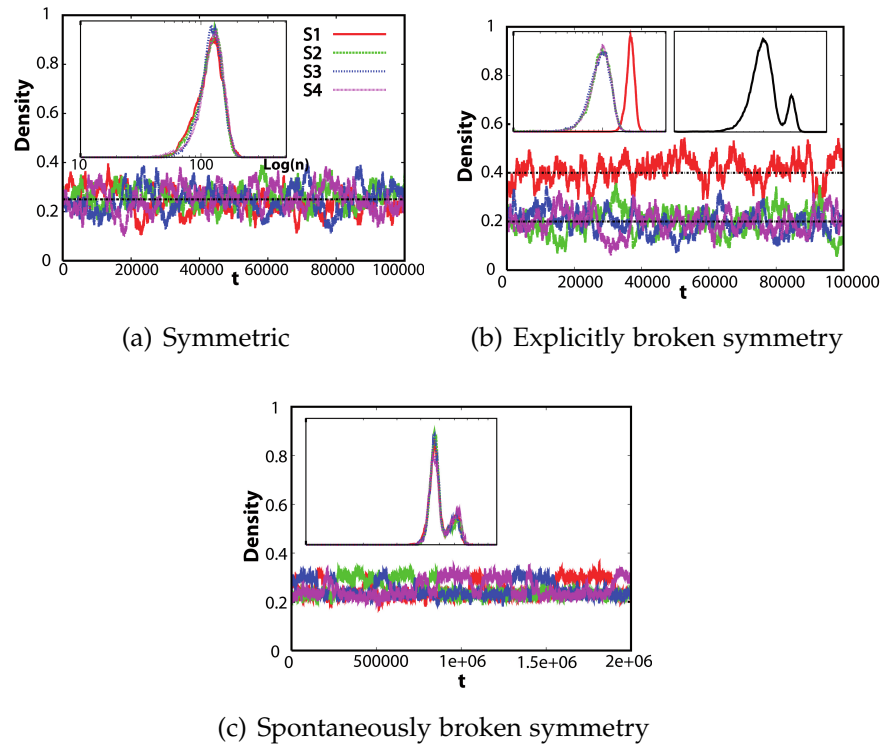 1
0.8
0.6
0.4
0.2
0
Density
10
100
Log(n)
S1
S2
S3
S4
0
20000
40000
60000
80000
100000
t
(a) Symmetric
1
0.8
0.6
0.4
0.2
0
Density
0
20000
40000
60000
80000
100000
t
(b) Explicitly broken symmetry
1
0.8
0.6
0.4
0.2
0
Density
0
500000
1e+06
1.5e+06
2e+06
t
(c) Spontaneously broken symmetry